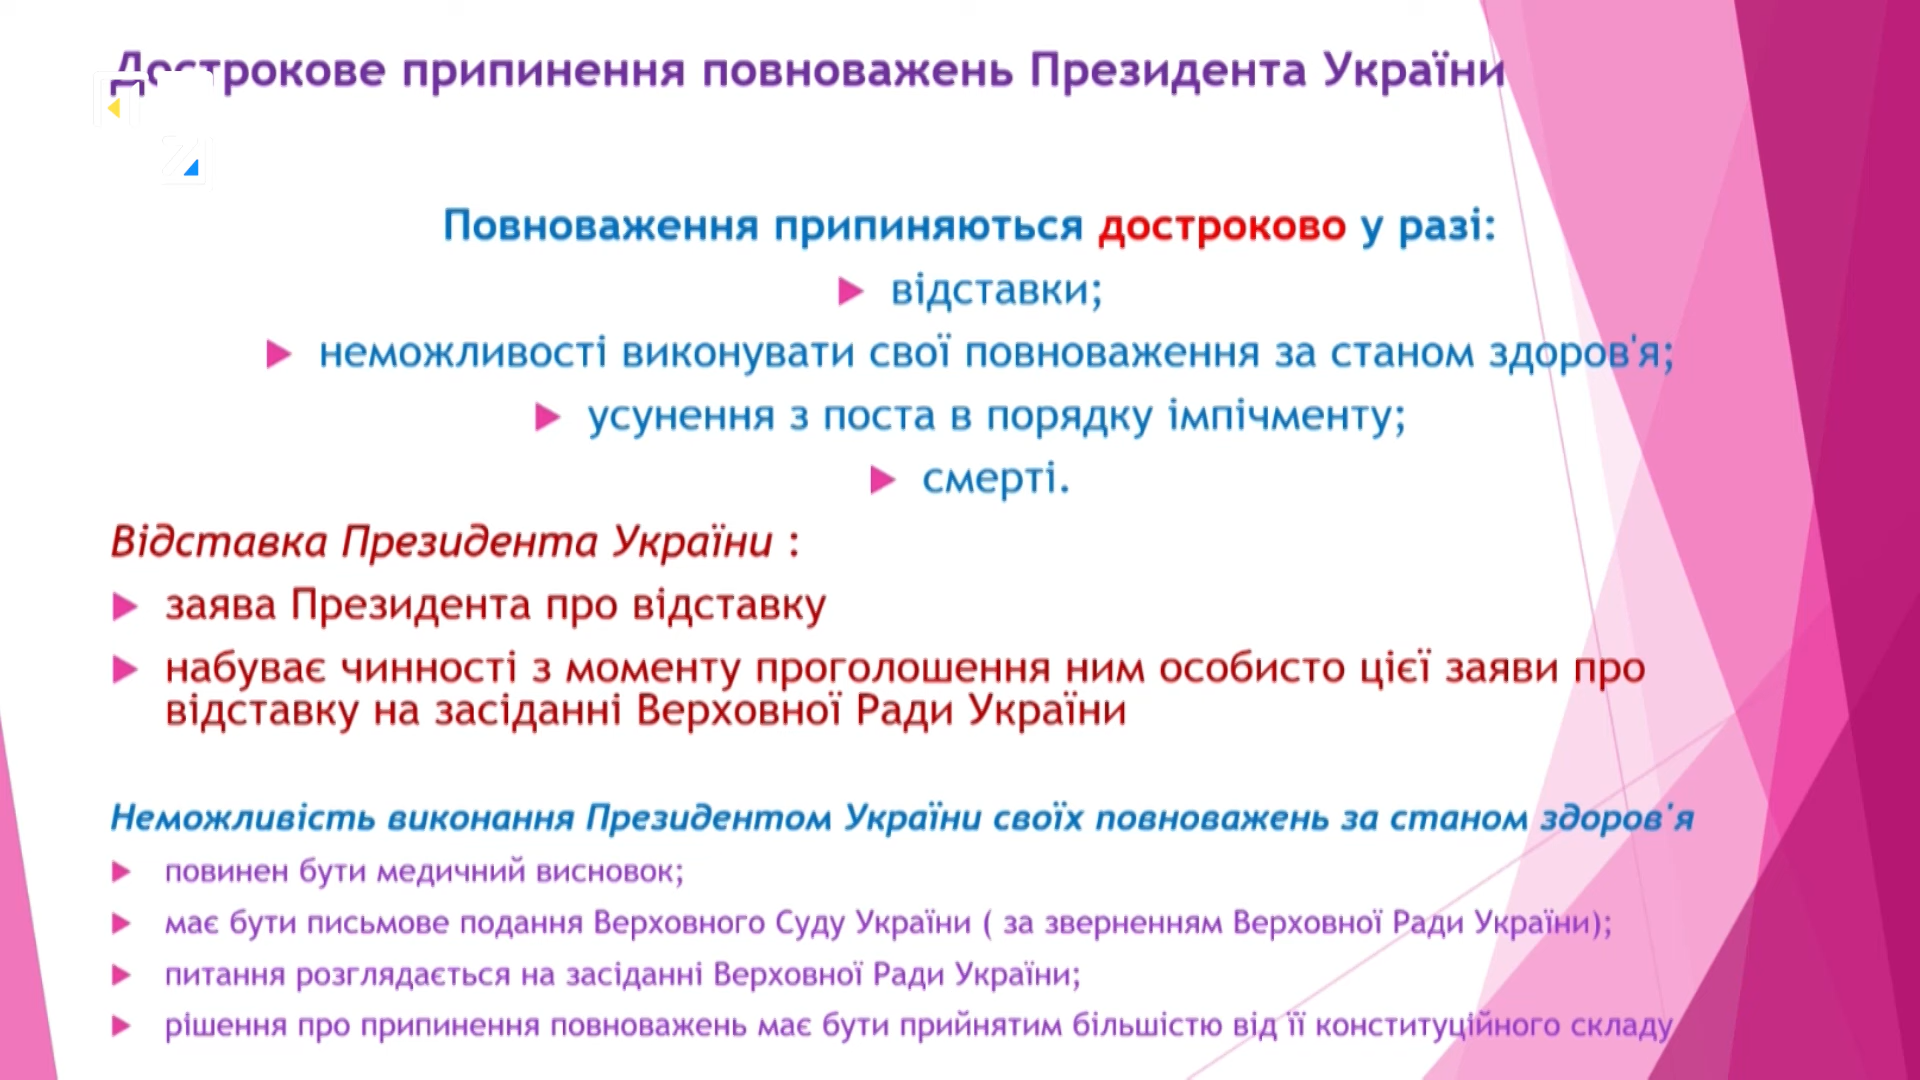 Дострокове припинення повноважень Президента України
Повноваження припиняються достроково у разі:
відставки;
неможливості виконувати свої повноваження за станом здоров'я;
усунення з поста в порядку імпічменту;
смерті.
Відставка Президента України :
заява Президента про відставку
набуває чинності з моменту проголошення ним особисто цієї заяви про
відставку на засіданні Верховної Ради України
Неможливість виконання Президентом України своїх повноважень за станом здоров'я
повинен бути медичний висновок;
має бути письмове подання Верховного Суду України ( за зверненням Верховної Ради України);
питання розглядається на засіданні Верховної Ради України;
рішення про припинення повноважень має бути прийнятим більшістю від її конституційного складу